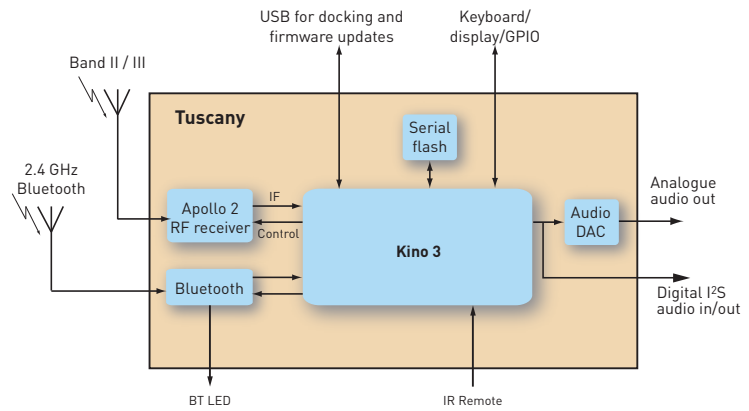 USB for docking and
firmware updates
Keyboard/
display/GPIO
Band II / III
Tuscany
Serial
flash
2.4 GHz
Bluetooth
Apollo 2
RF receiver
IF
Control
Kino 3
Audio
DAC
Analogue
audio out
Bluetooth
Digital I²S
audio in/out
BT LED
IR Remote